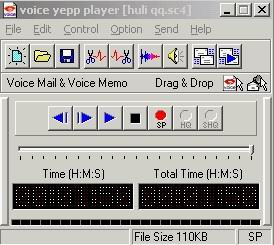 voice yepp player [huli qq.sc4]
File Edit Control Option Send Help
Voice Mail & Voice Memo Drag & Drop
SP HQ SHQ
Time (H:M:S) Total Time (H:M:S)
File Size 110KB SP